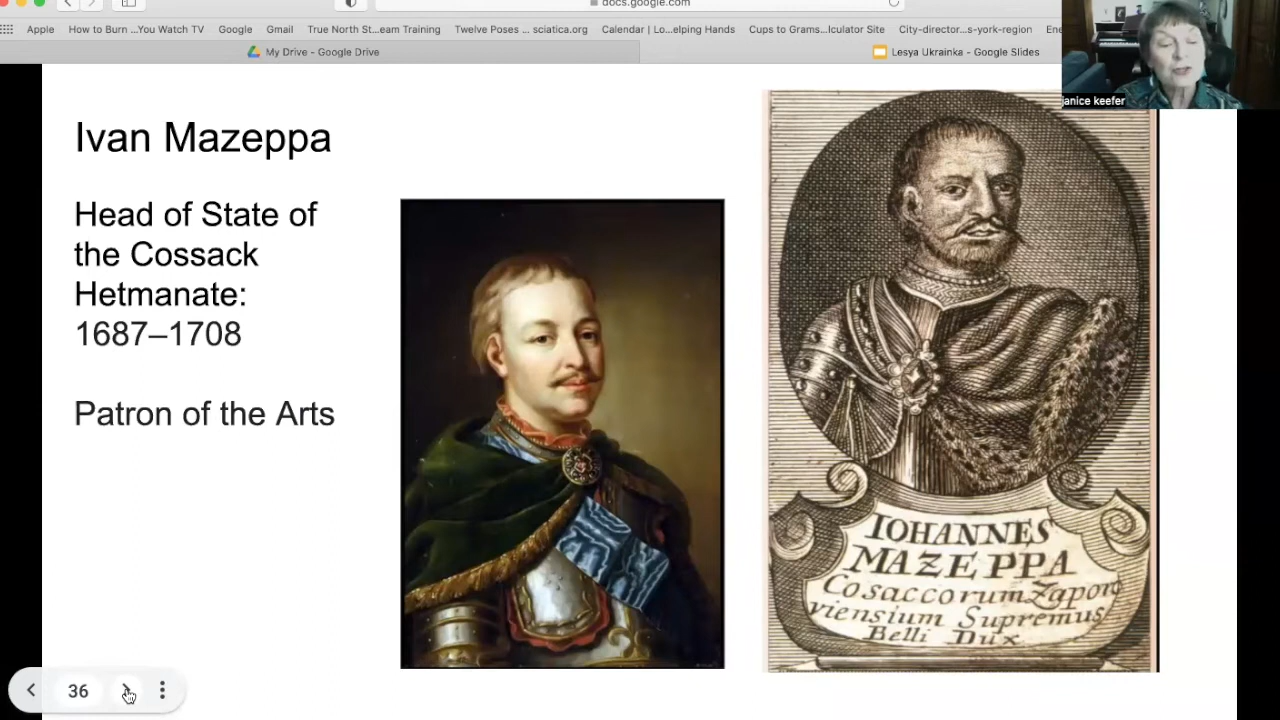 docs.google.com
Apple How to Burn ...You Watch TV Google Gmail True North St...eam Training Twelve Poses ... sciatica.org Calendar | Lo...elping Hands Cups to Grams...lculator Site City-director...s-york-region Ene
My Drive - Google Drive Lesya Ukrainka - Google Slides
janice keefer
Ivan Mazeppa
Head of State of
the Cossack
Hetmanate:
1687–1708
Patron of the Arts
IOHANNES
MAZEPPA
Cosaccorum Zaporo
viensium Supremus
Belli Dux
36